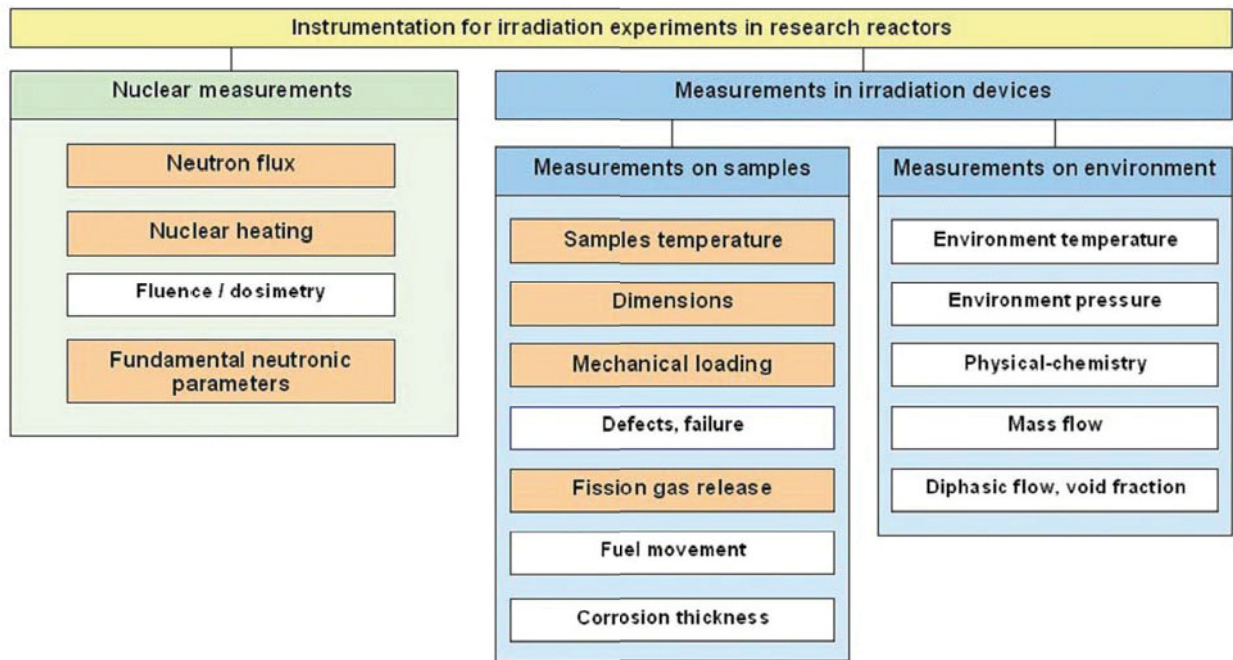 Instrumentation for irradiation experiments in research reactors
Nuclear measurements
Neutron flux
Nuclear heating
Fluence / dosimetry
Fundamental neutronic
parameters
Measurements in irradiation devices
Measurements on samples
Samples temperature
Dimensions
Mechanical loading
Defects, failure
Fission gas release
Fuel movement
Corrosion thickness
Measurements on environment
Environment temperature
Environment pressure
Physical-chemistry
Mass flow
Diphasic flow, void fraction